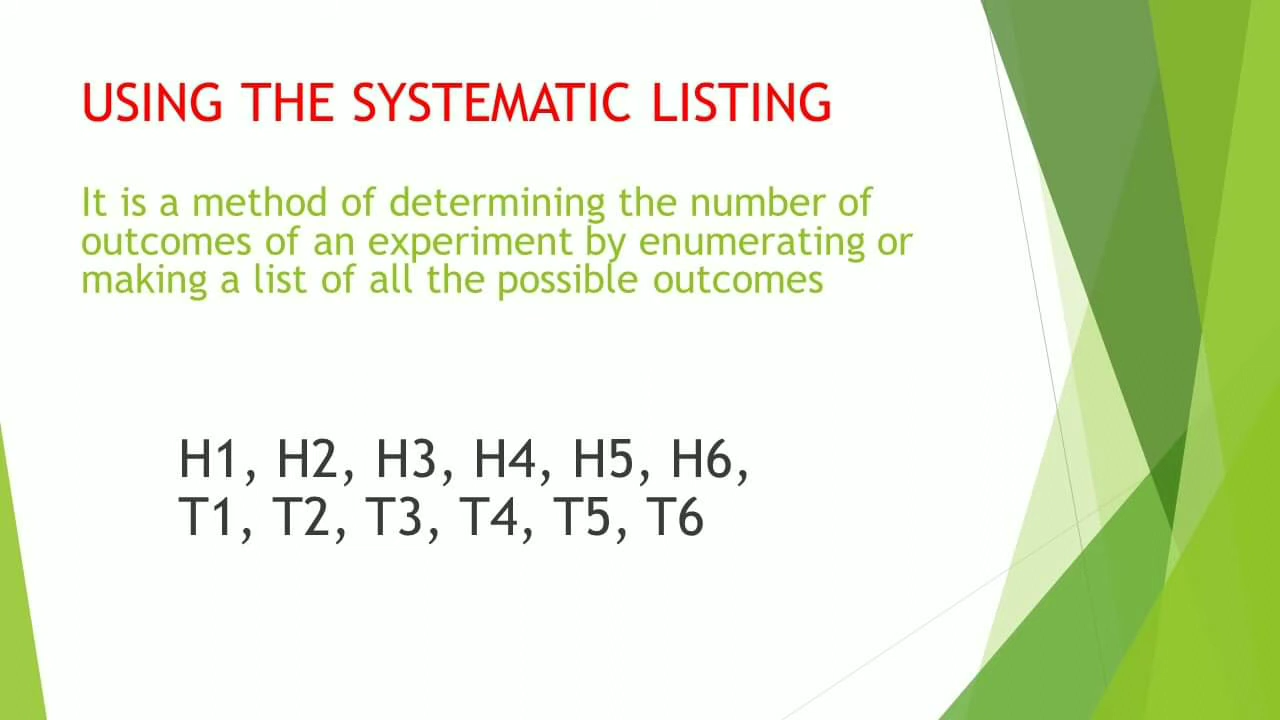 USING THE SYSTEMATIC LISTING
It is a method of determining the number of
outcomes of an experiment by enumerating or
making a list of all the possible outcomes
H1, H2, H3, H4, H5, H6,
T1, T2, T3, T4, T5, T6